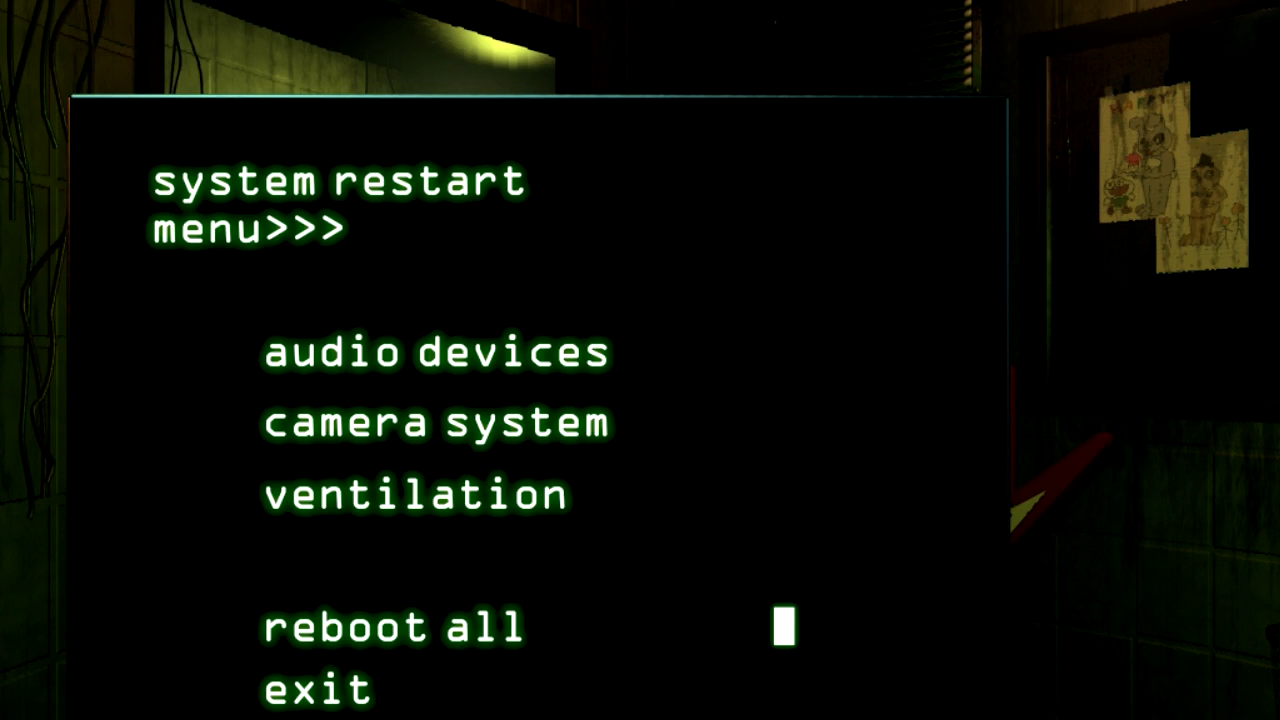 system restart
menu>>>
audio devices
camera system
ventilation
reboot all
exit